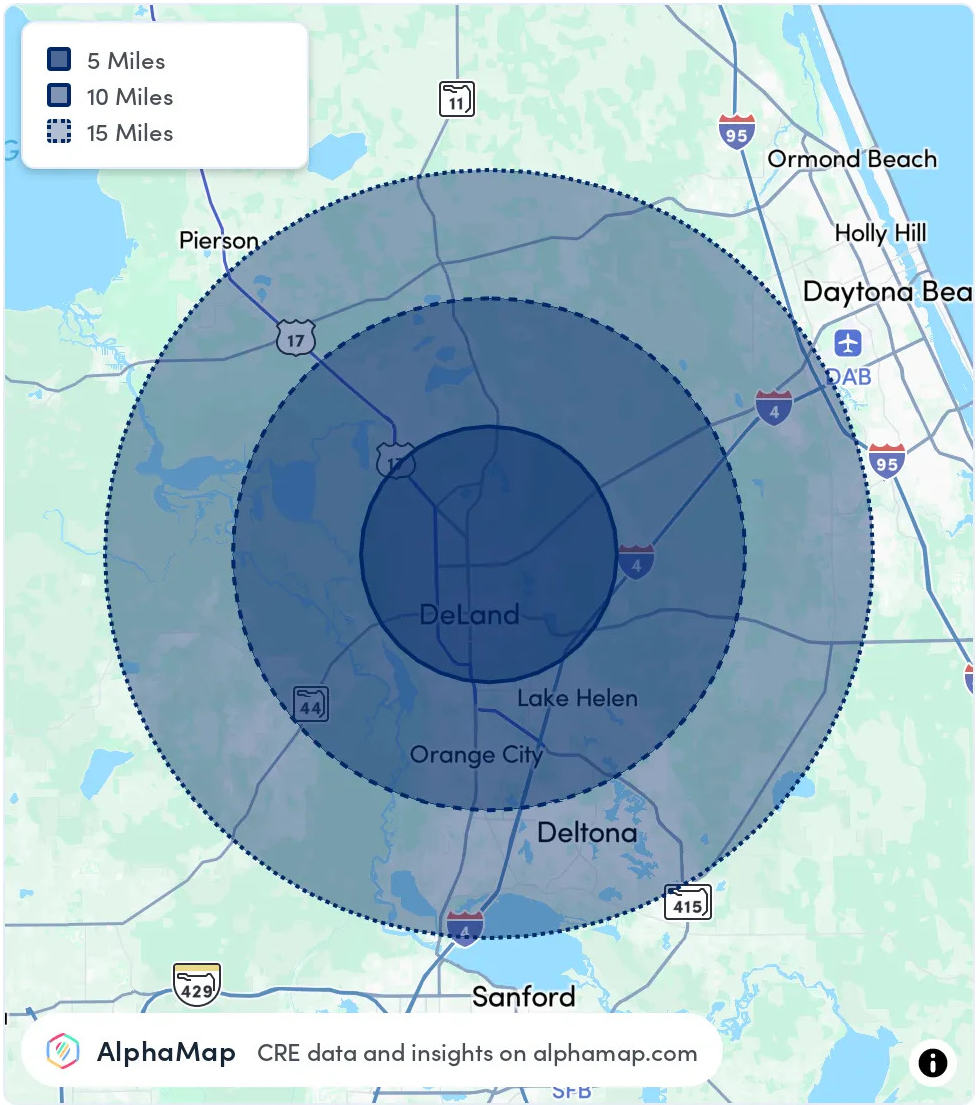 5 Miles
10 Miles
15 Miles
11
95
Ormond Beach
Pierson
Holly Hill
Daytona Bea
17
DAB
4
17
95
4
DeLand
Lake Helen
44
Orange City
Deltona
415
4
429
Sanford
AlphaMap CRE data and insights on alphamap.com
SFB